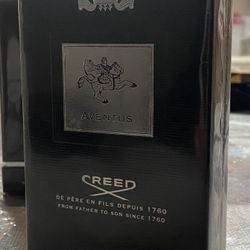 AVENTUS
CREED
DE PÈRE EN FILS DEPUIS 1760
FROM FATHER TO SON SINCE 1760